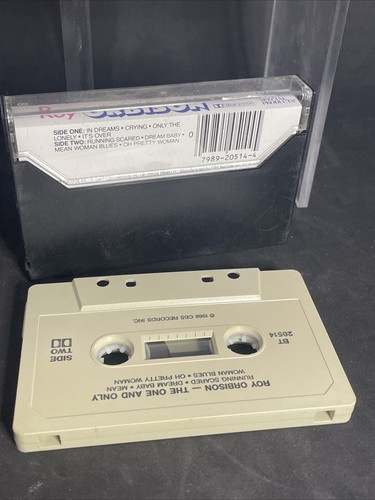 Roy ORBISON
SIDE ONE: IN DREAMS • CRYING • ONLY THE
LONELY • IT'S OVER
SIDE TWO: RUNNING SCARED • DREAM BABY •
MEAN WOMAN BLUES • OH PRETTY WOMAN
0
7989-20514-4
ROY ORBISON — THE ONE AND ONLY
RUNNING SCARED • DREAM BABY • MEAN
WOMAN BLUES • OH PRETTY WOMAN
SIDE
TWO
BT
20514
© 1988 CBS RECORDS INC.